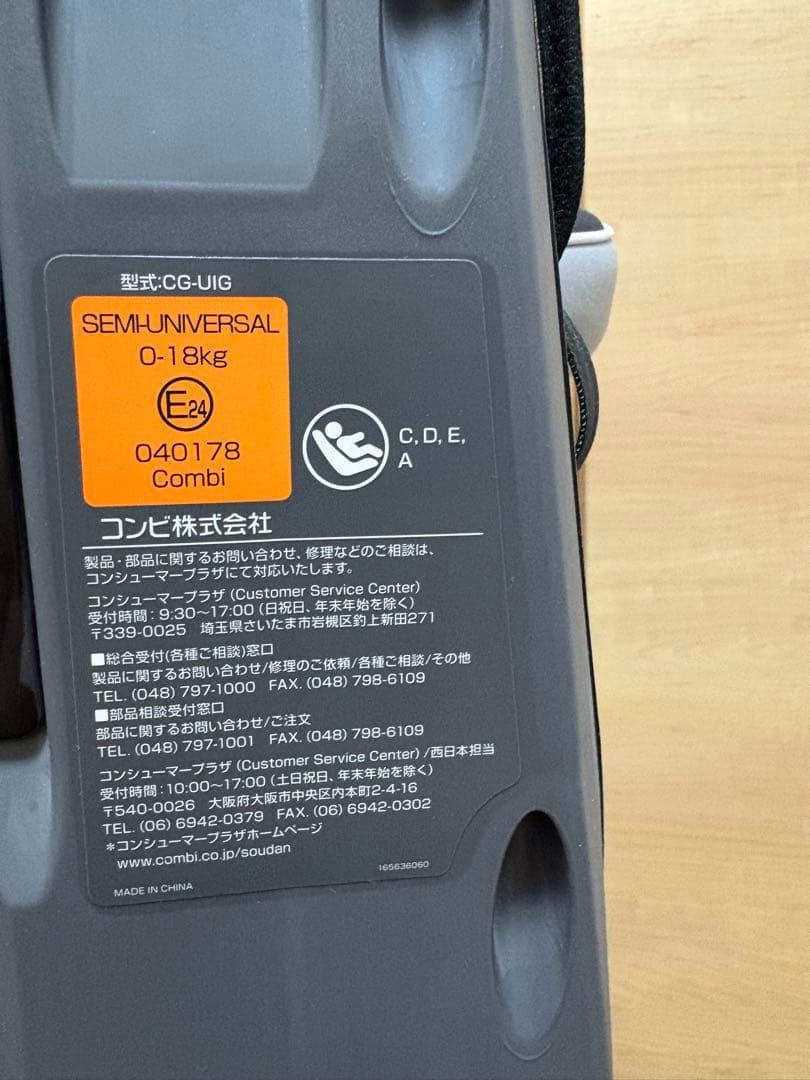 型式:CG-UIG
SEMI-UNIVERSAL
0-18kg
E24
040178
Combi
C, D, E,
A
コンビ株式会社
製品・部品に関するお問い合わせ、修理などのご相談は、
コンシューマープラザにて対応いたします。
コンシューマープラザ (Customer Service Center)
受付時間：9:30〜17:00 (日祝日、年末年始を除く)
〒339-0025 埼玉県さいたま市岩槻区釣上新田271
■総合受付(各種ご相談)窓口
製品に関するお問い合わせ/修理のご依頼/各種ご相談/その他
TEL. (048) 797-1000 FAX. (048) 798-6109
■部品相談受付窓口
部品に関するお問い合わせ/ご注文
TEL. (048) 797-1001 FAX. (048) 798-6109
コンシューマープラザ (Customer Service Center) /西日本担当
受付時間：10:00〜17:00 (土日祝日、年末年始を除く)
〒540-0026 大阪府大阪市中央区内本町2-4-16
TEL. (06) 6942-0379 FAX. (06) 6942-0302
＊コンシューマープラザホームページ
www.combi.co.jp/soudan
165636060
MADE IN CHINA